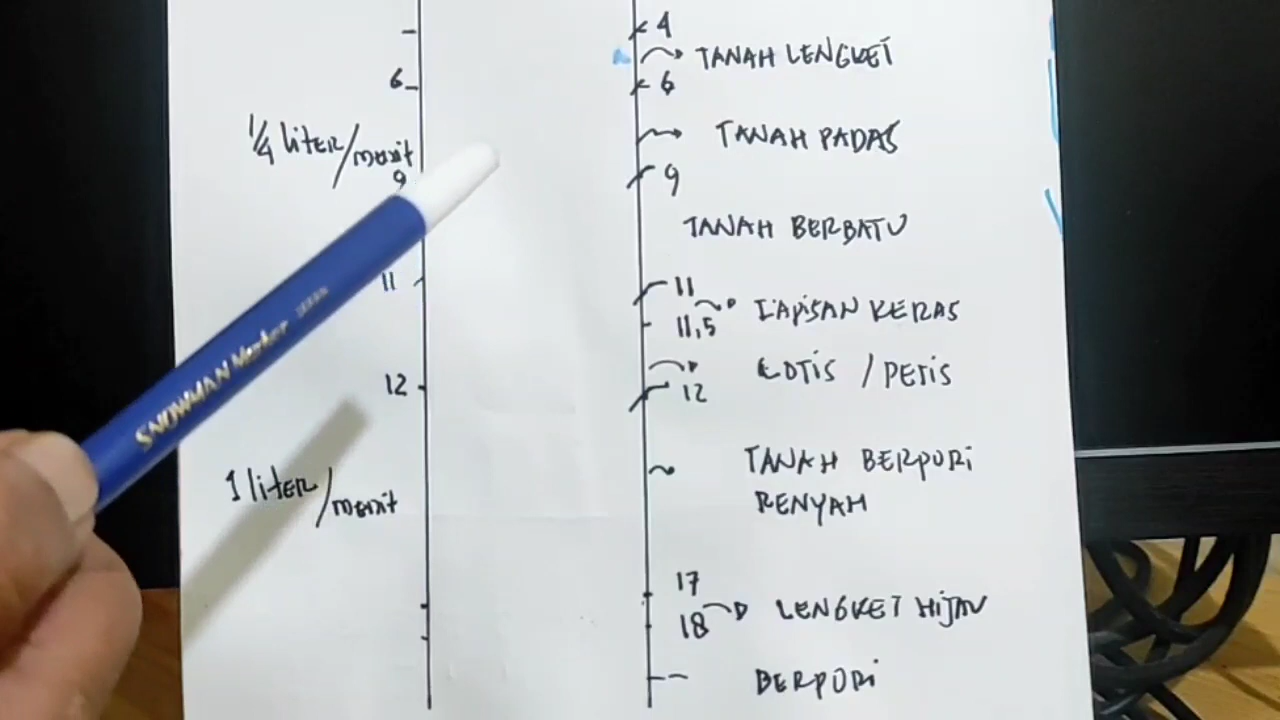 4
TANAH LENGKET
6
6
1/4 liter/menit
TANAH PADAS
9
9
TANAH BERBATU
11
11
11,5
LAPISAN KERAS
/PETIS
12
12
TANAH BERPORI
RENYAH
1 liter/menit
17
18
LENGKET HIJAU
BERPORI
SNOWMAN Marker